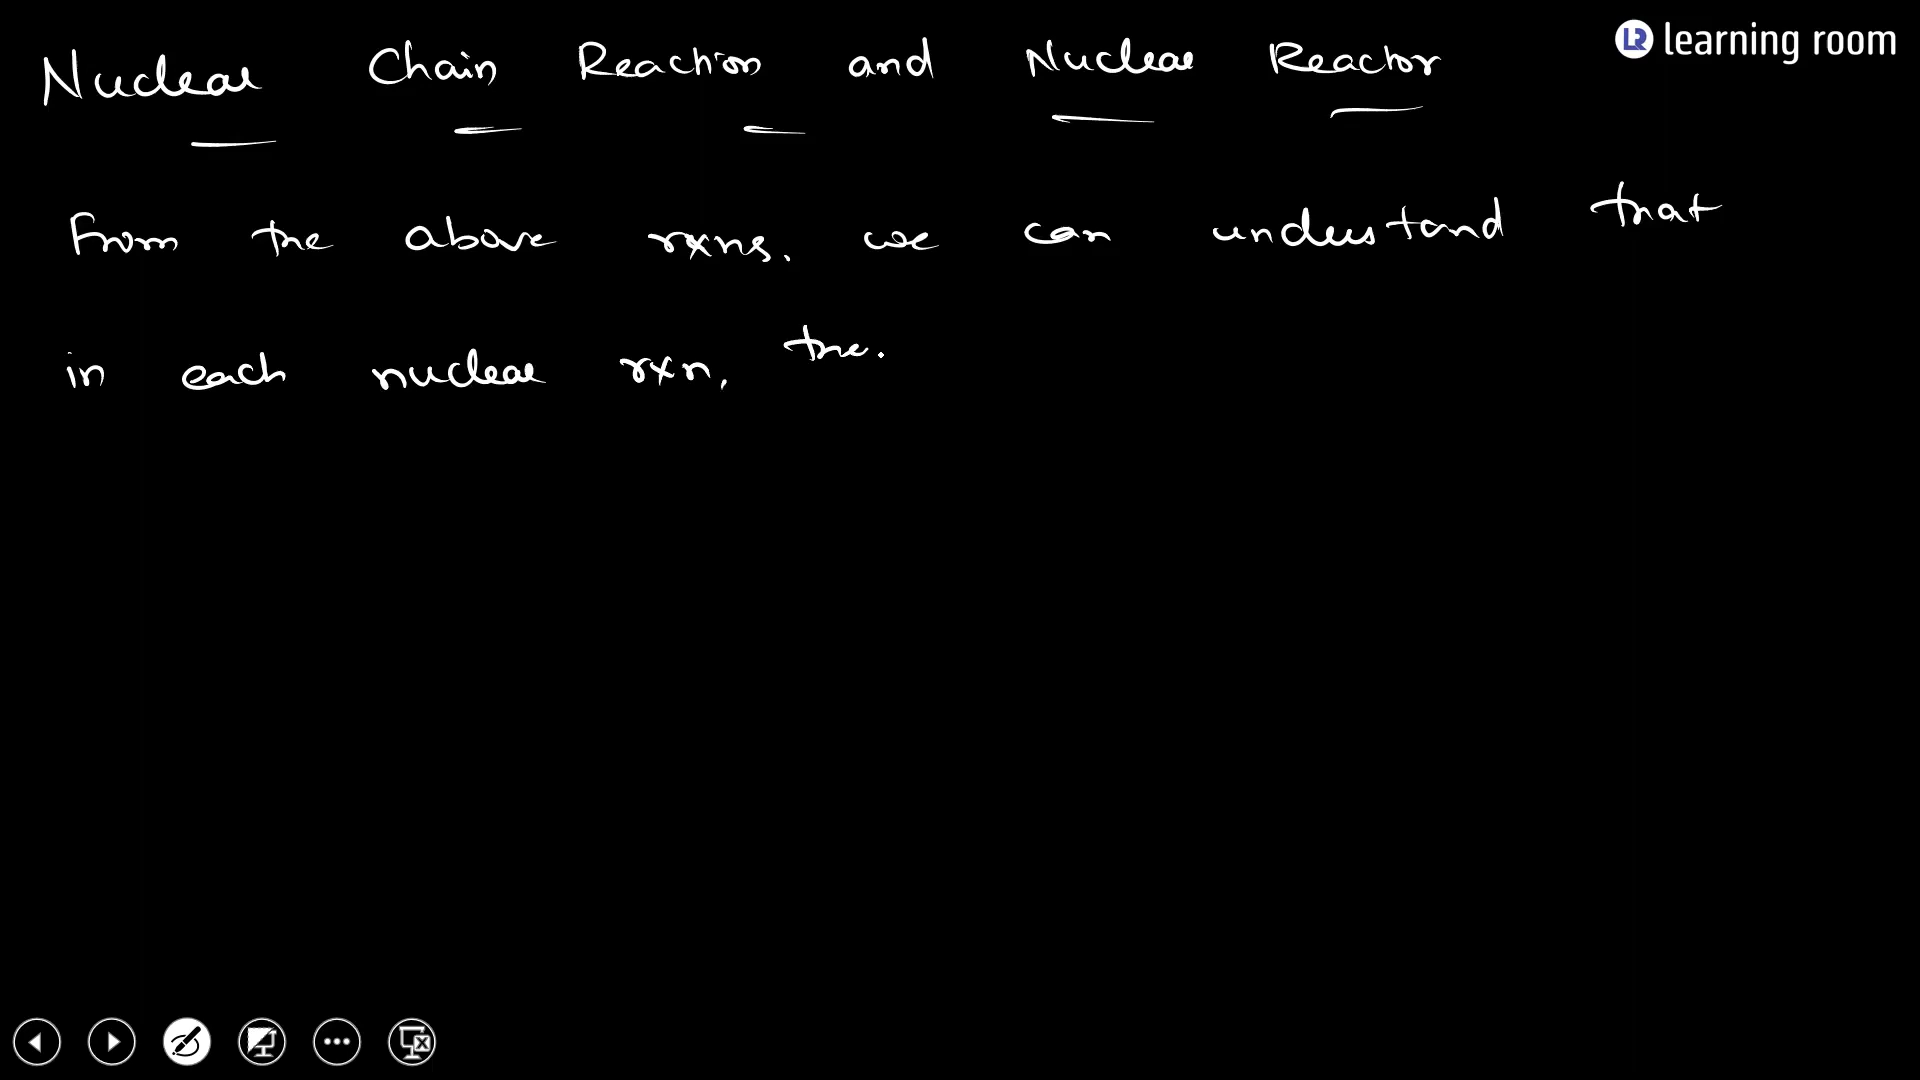 learning room
Nuclear Chain Reaction and Nuclear Reactor
From the above rxns, we can understand that
in each nuclear rxn, the.